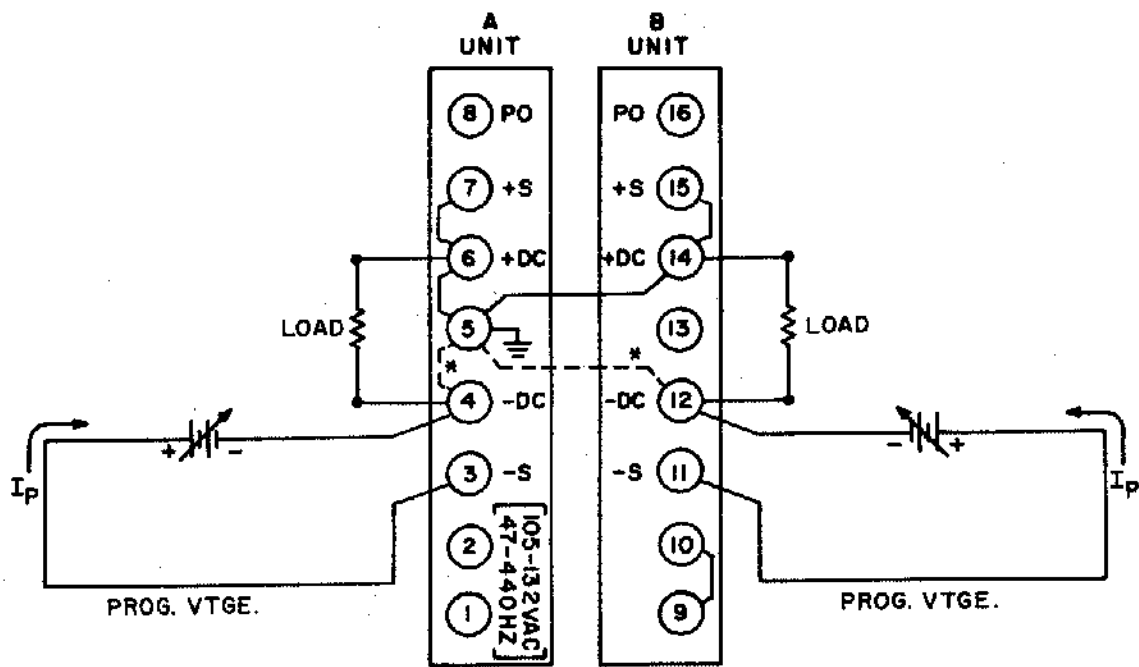 A
UNIT
B
UNIT
8 PO
PO 16
7 +S
+S 15
6 +DC
+DC 14
LOAD
5
13
LOAD
*
*
4 -DC
-DC 12
+ -
- +
IP
3 -S
-S 11
IP
2
10
1
9
[105-132VAC
47-440HZ]
PROG. VTGE.
PROG. VTGE.